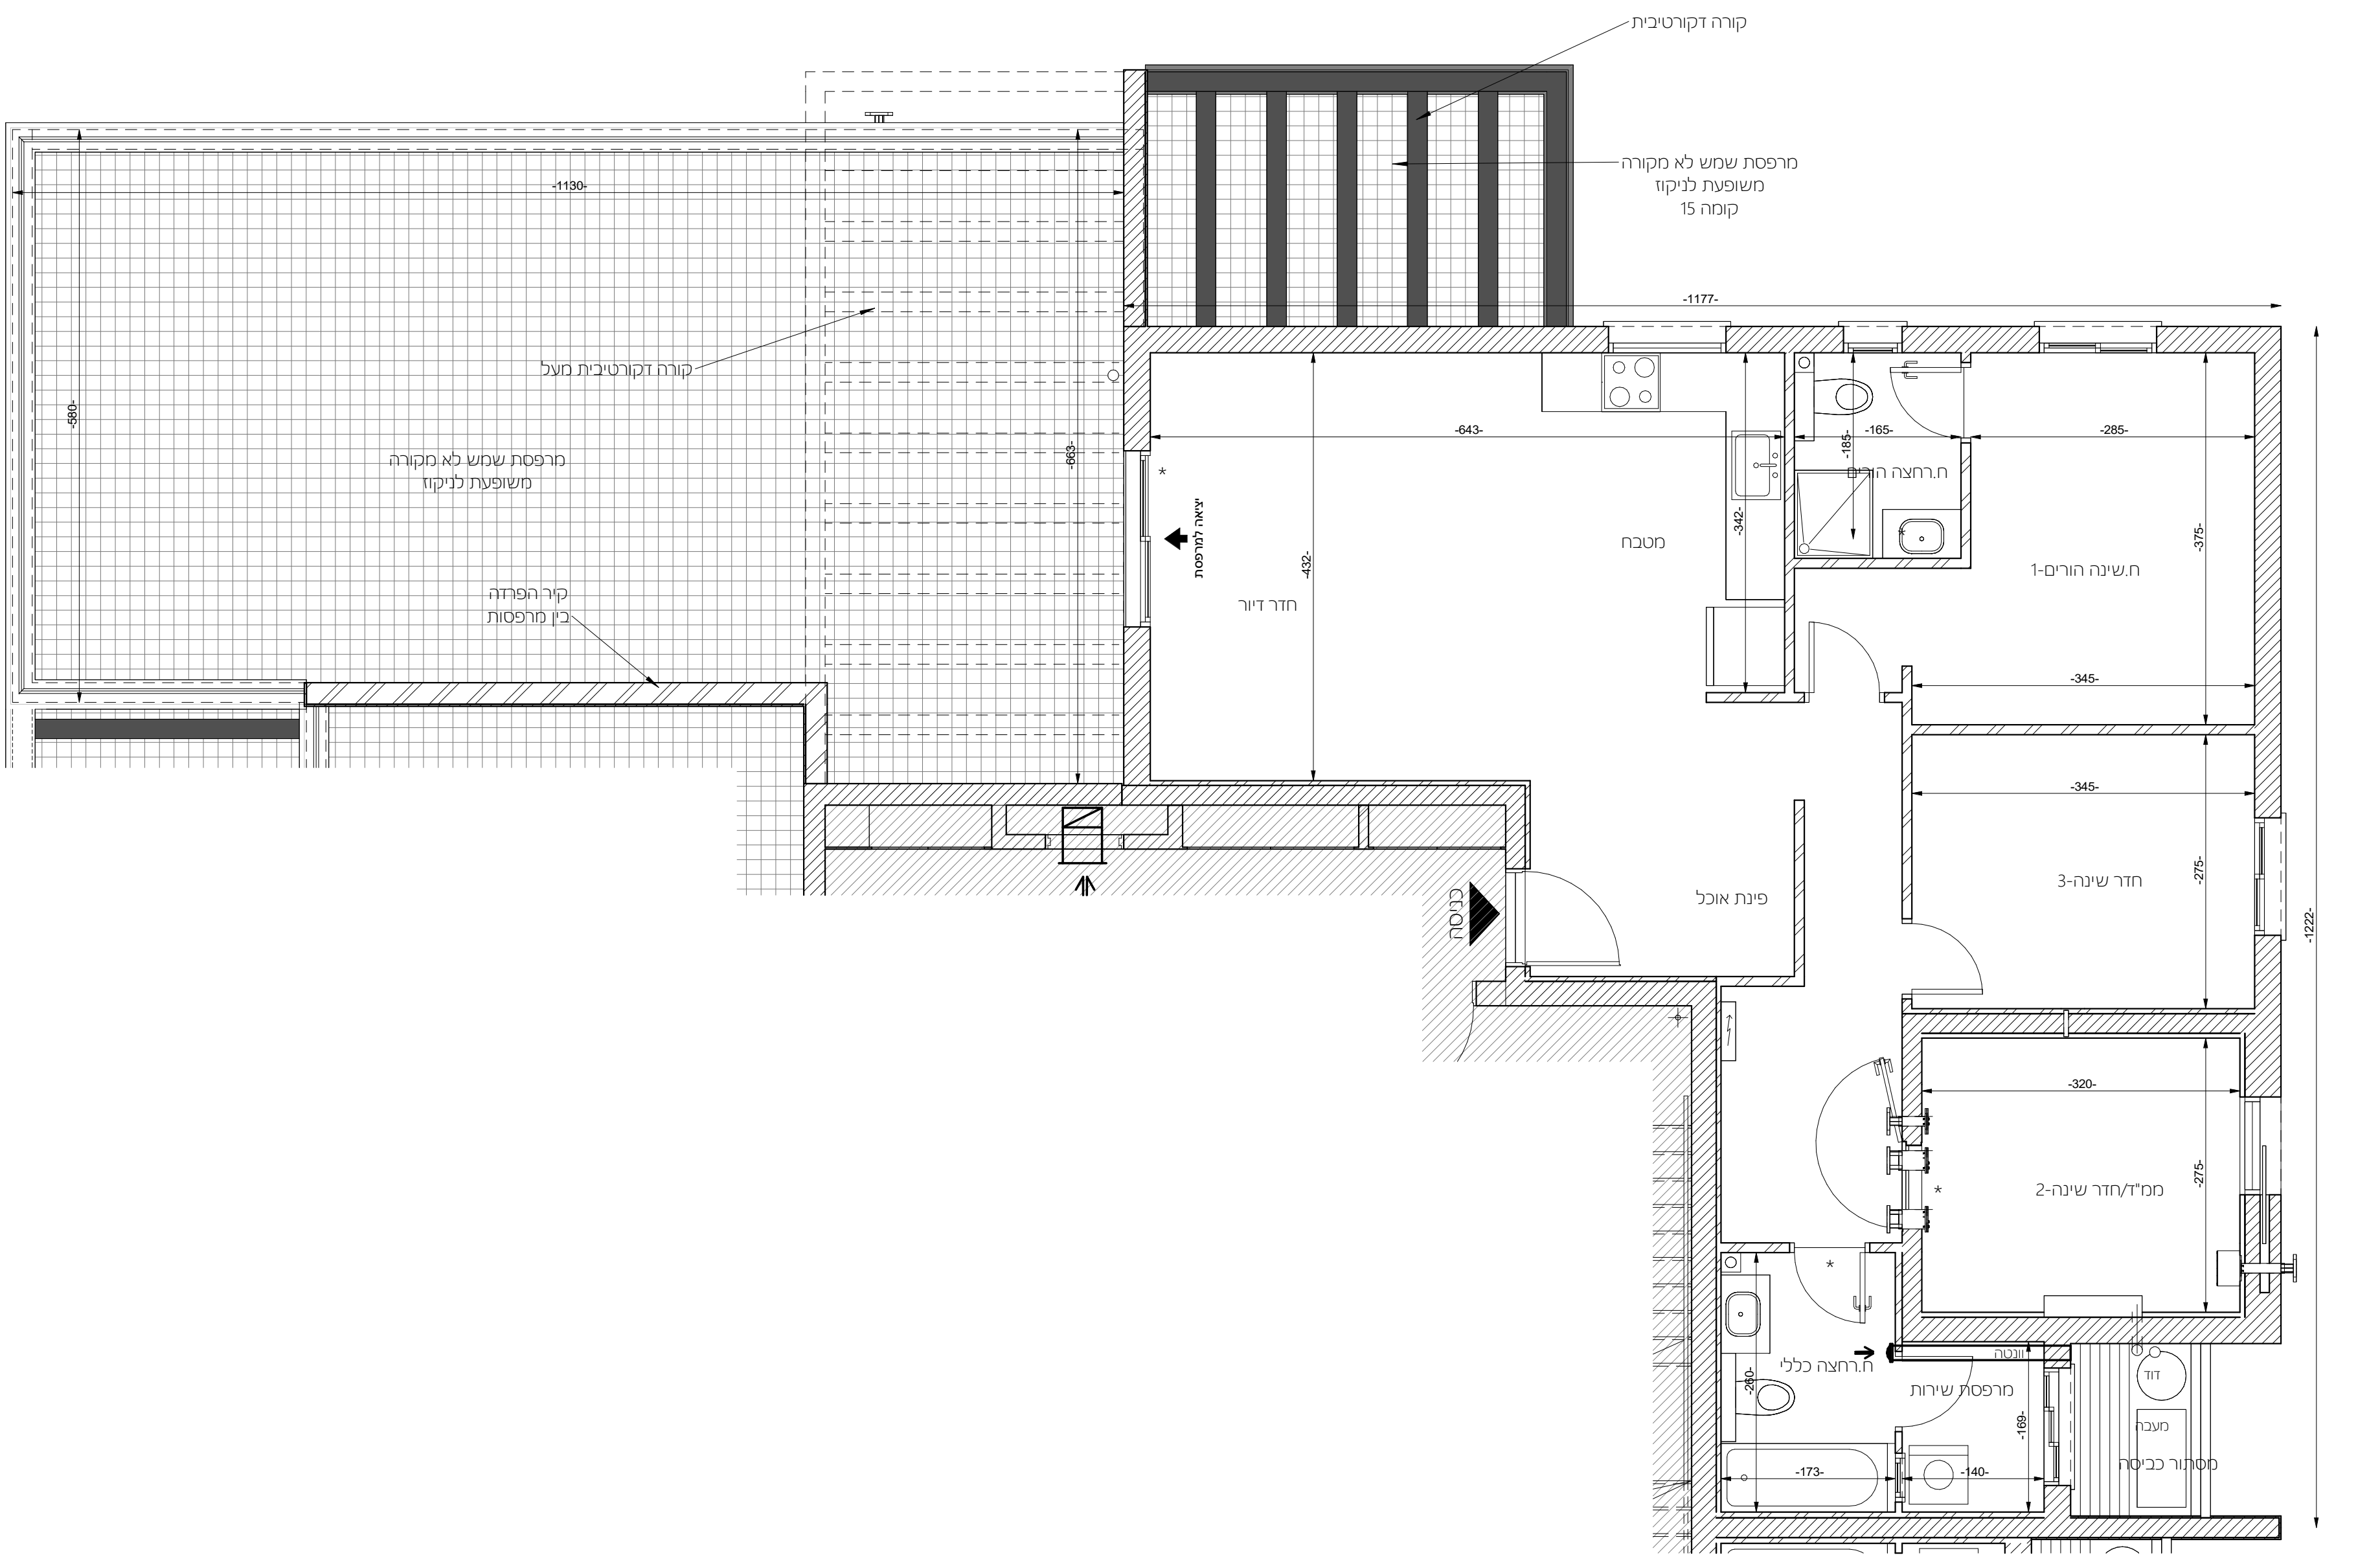 קורה דקורטיבית
מרפסת שמש לא מקורה
משופעת לניקוז
קומה 15
-1130-
-1177-
קורה דקורטיבית מעל
-580-
-663-
מרפסת שמש לא מקורה
משופעת לניקוז
קיר הפרדה
בין מרפסות
*
יציאה למרפסת
-643-
-432-
חדר דיור
מטבח
-342-
-185-
-165-
ח.רחצה הורים
*
-285-
-375-
ח.שינה הורים-1
-345-
-345-
-275-
חדר שינה-3
-1222-
פינת אוכל
כניסה
-320-
-275-
ממ"ד/חדר שינה-2
*
*
-260-
ח.רחצה כללי
וונטה
מרפסת שירות
-169-
-173-
-140-
דוד
מעבה
מסתור כביסה